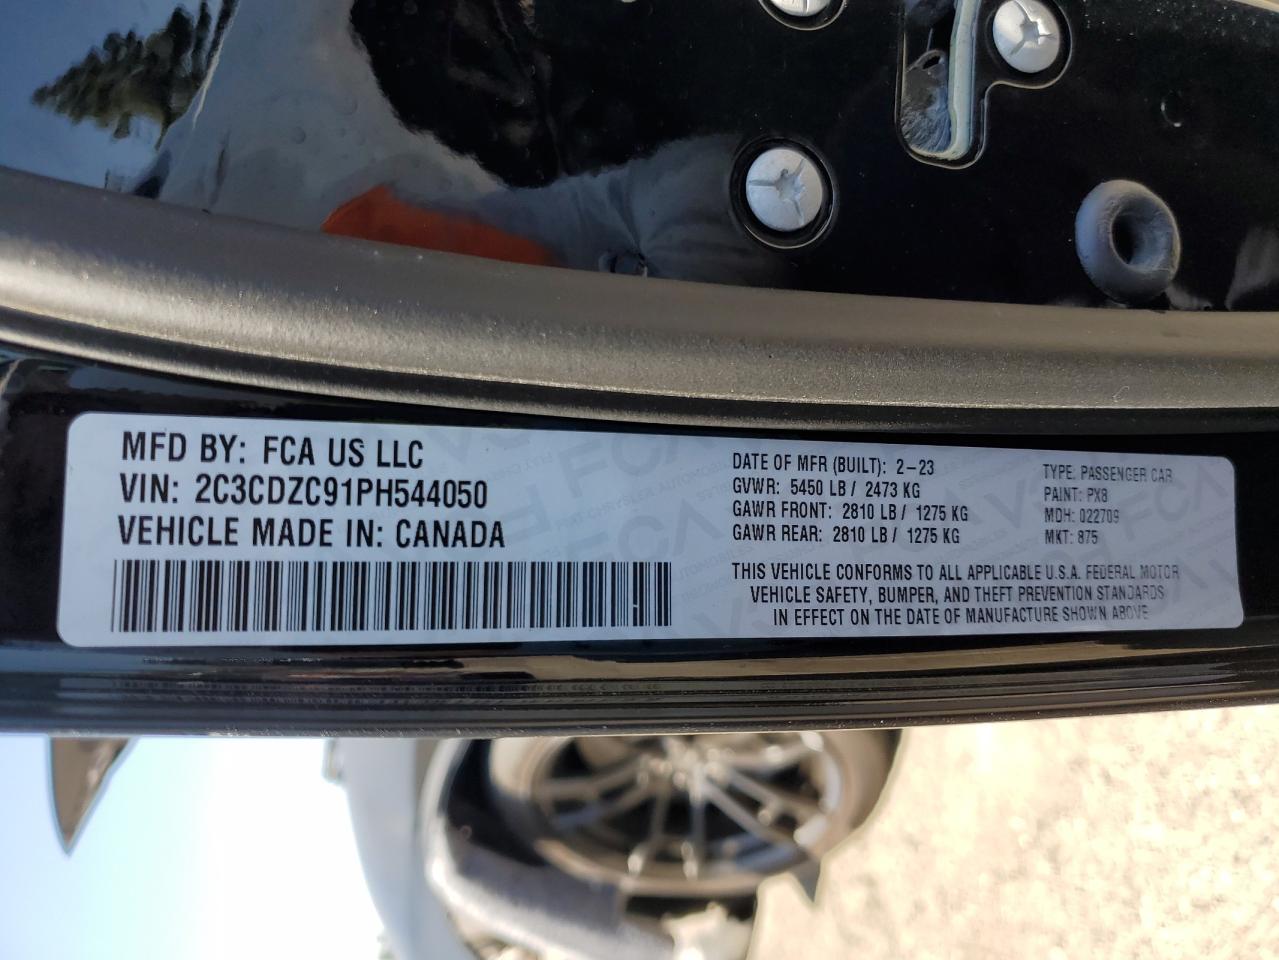 MFD BY: FCA US LLC
VIN: 2C3CDZC91PH544050
VEHICLE MADE IN: CANADA
DATE OF MFR (BUILT): 2-23
GVWR: 5450 LB / 2473 KG
GAWR FRONT: 2810 LB / 1275 KG
GAWR REAR: 2810 LB / 1275 KG
TYPE: PASSENGER CAR
PAINT: PX8
MDH: 022709
MKT: 875
THIS VEHICLE CONFORMS TO ALL APPLICABLE U.S.A. FEDERAL MOTOR
VEHICLE SAFETY, BUMPER, AND THEFT PREVENTION STANDARDS
IN EFFECT ON THE DATE OF MANUFACTURE SHOWN ABOVE